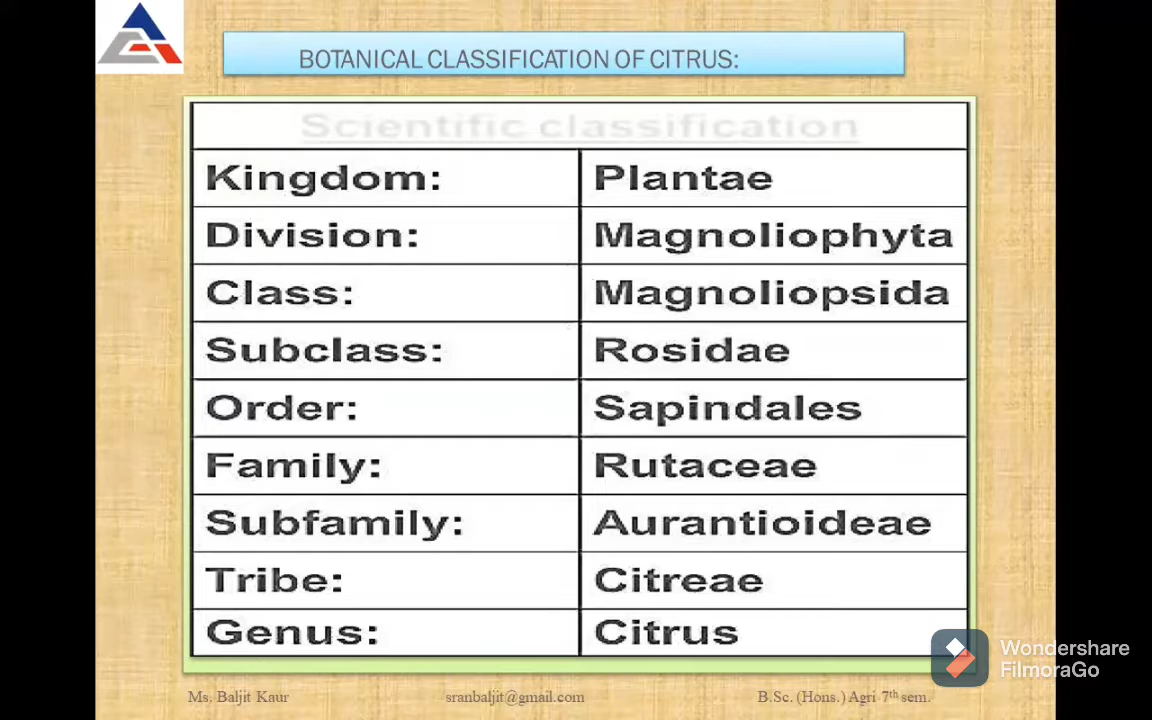 BOTANICAL CLASSIFICATION OF CITRUS:
Scientific classification
Kingdom: Plantae
Division: Magnoliophyta
Class: Magnoliopsida
Subclass: Rosidae
Order: Sapindales
Family: Rutaceae
Subfamily: Aurantioideae
Tribe: Citreae
Genus: Citrus
Wondershare
FilmoraGo
Ms. Baljit Kaur sranbaljit@gmail.com B.Sc. (Hons.) Agri 7th sem.